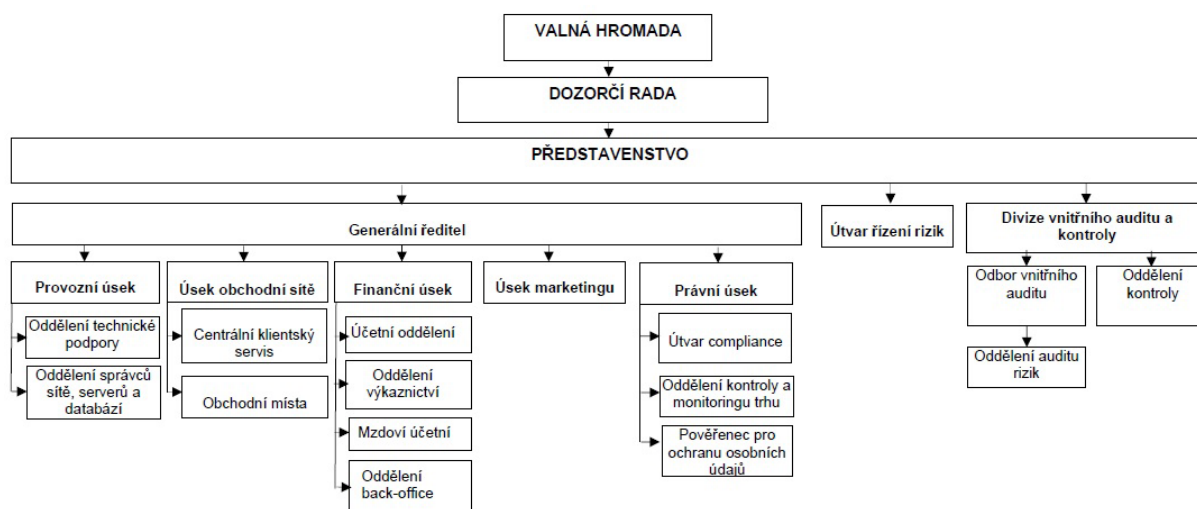 VALNÁ HROMADA
DOZORČÍ RADA
PŘEDSTAVENSTVO
Generální ředitel
Útvar řízení rizik
Divize vnitřního auditu a
kontroly
Provozní úsek
Úsek obchodní sítě
Finanční úsek
Úsek marketingu
Právní úsek
Odbor vnitřního
auditu
Oddělení
kontroly
Oddělení technické
podpory
Centrální klientský
servis
Účetní oddělení
Útvar compliance
Oddělení auditu
rizik
Oddělení správců
sítě, serverů a
databází
Obchodní místa
Oddělení
výkaznictví
Oddělení kontroly a
monitoringu trhu
Mzdoví účetní
Pověřenec pro
ochranu osobních
údajů
Oddělení
back-office